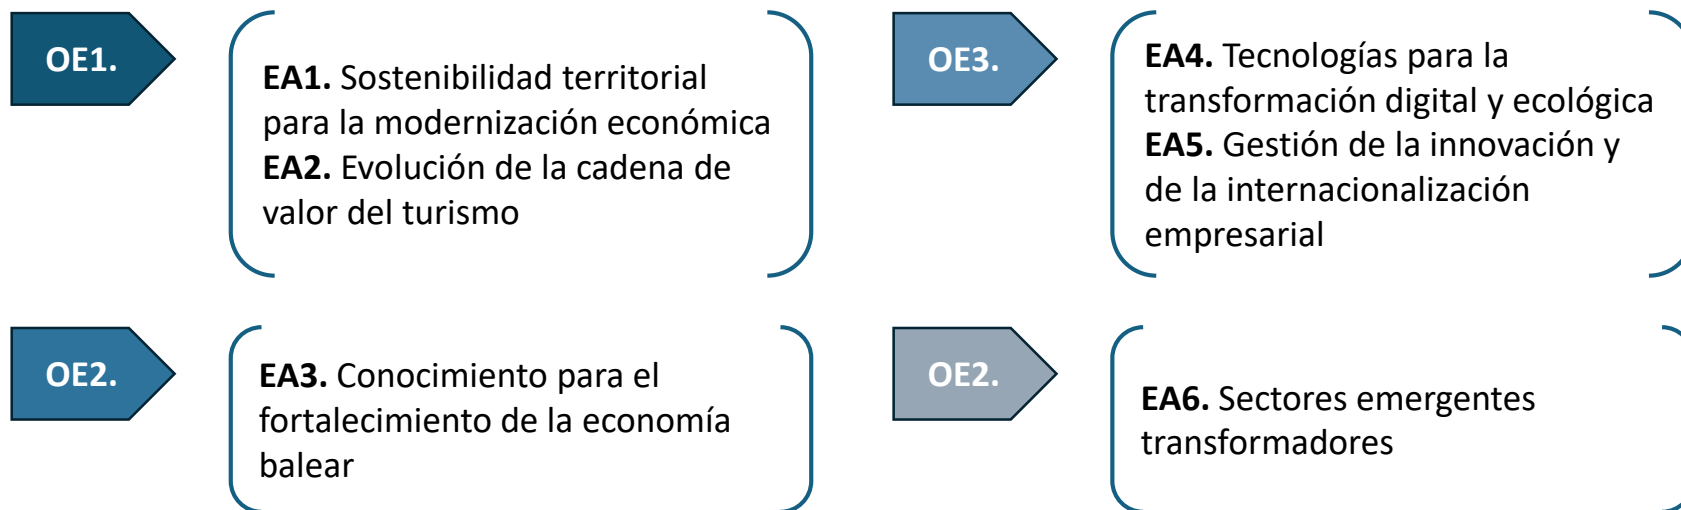 OE1.
EA1. Sostenibilidad territorial
para la modernización económica
EA2. Evolución de la cadena de
valor del turismo
OE3.
EA4. Tecnologías para la
transformación digital y ecológica
EA5. Gestión de la innovación y
de la internacionalización
empresarial
OE2.
EA3. Conocimiento para el
fortalecimiento de la economía
balear
OE2.
EA6. Sectores emergentes
transformadores